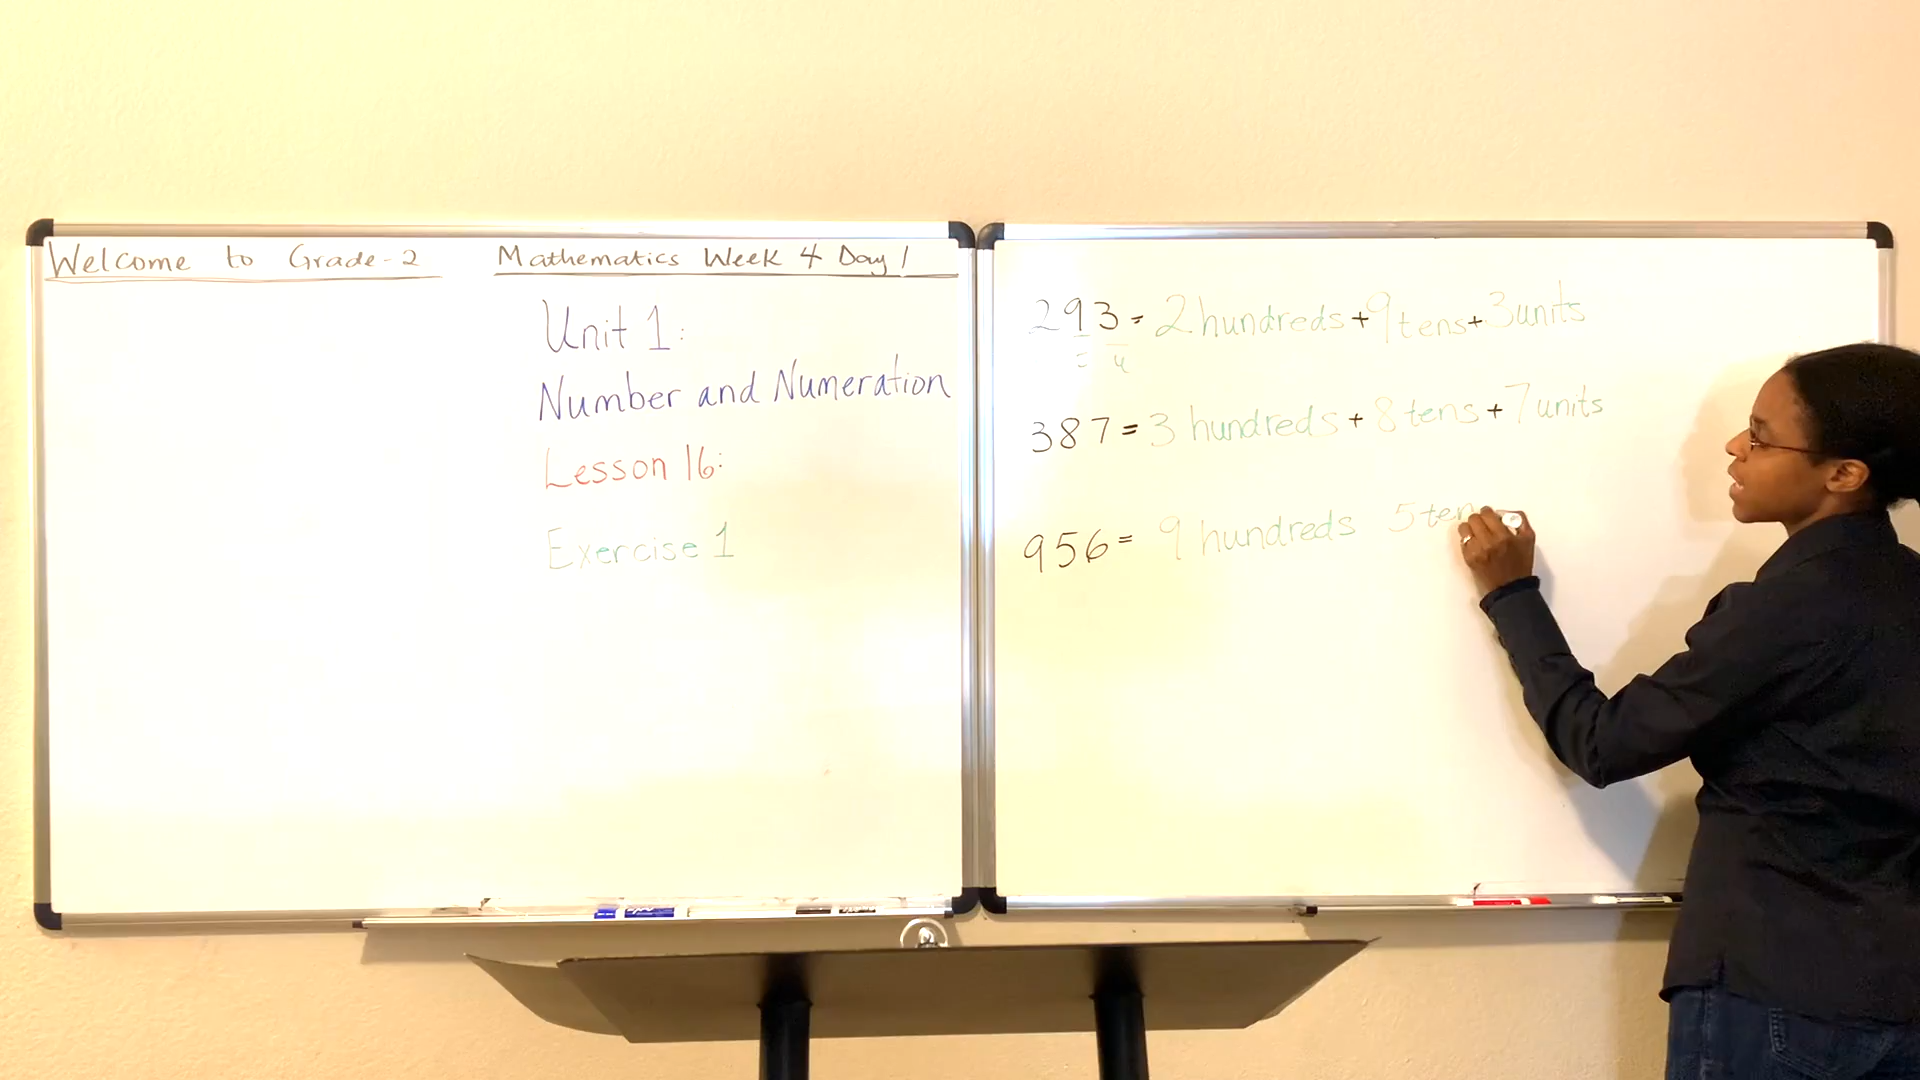 Welcome to Grade-2 Mathematics Week 4 Day 1
Unit 1:
Number and Numeration
Lesson 16:
Exercise 1
293 = 2 hundreds + 9 tens + 3 units
387 = 3 hundreds + 8 tens + 7 units
956 = 9 hundreds 5 ten